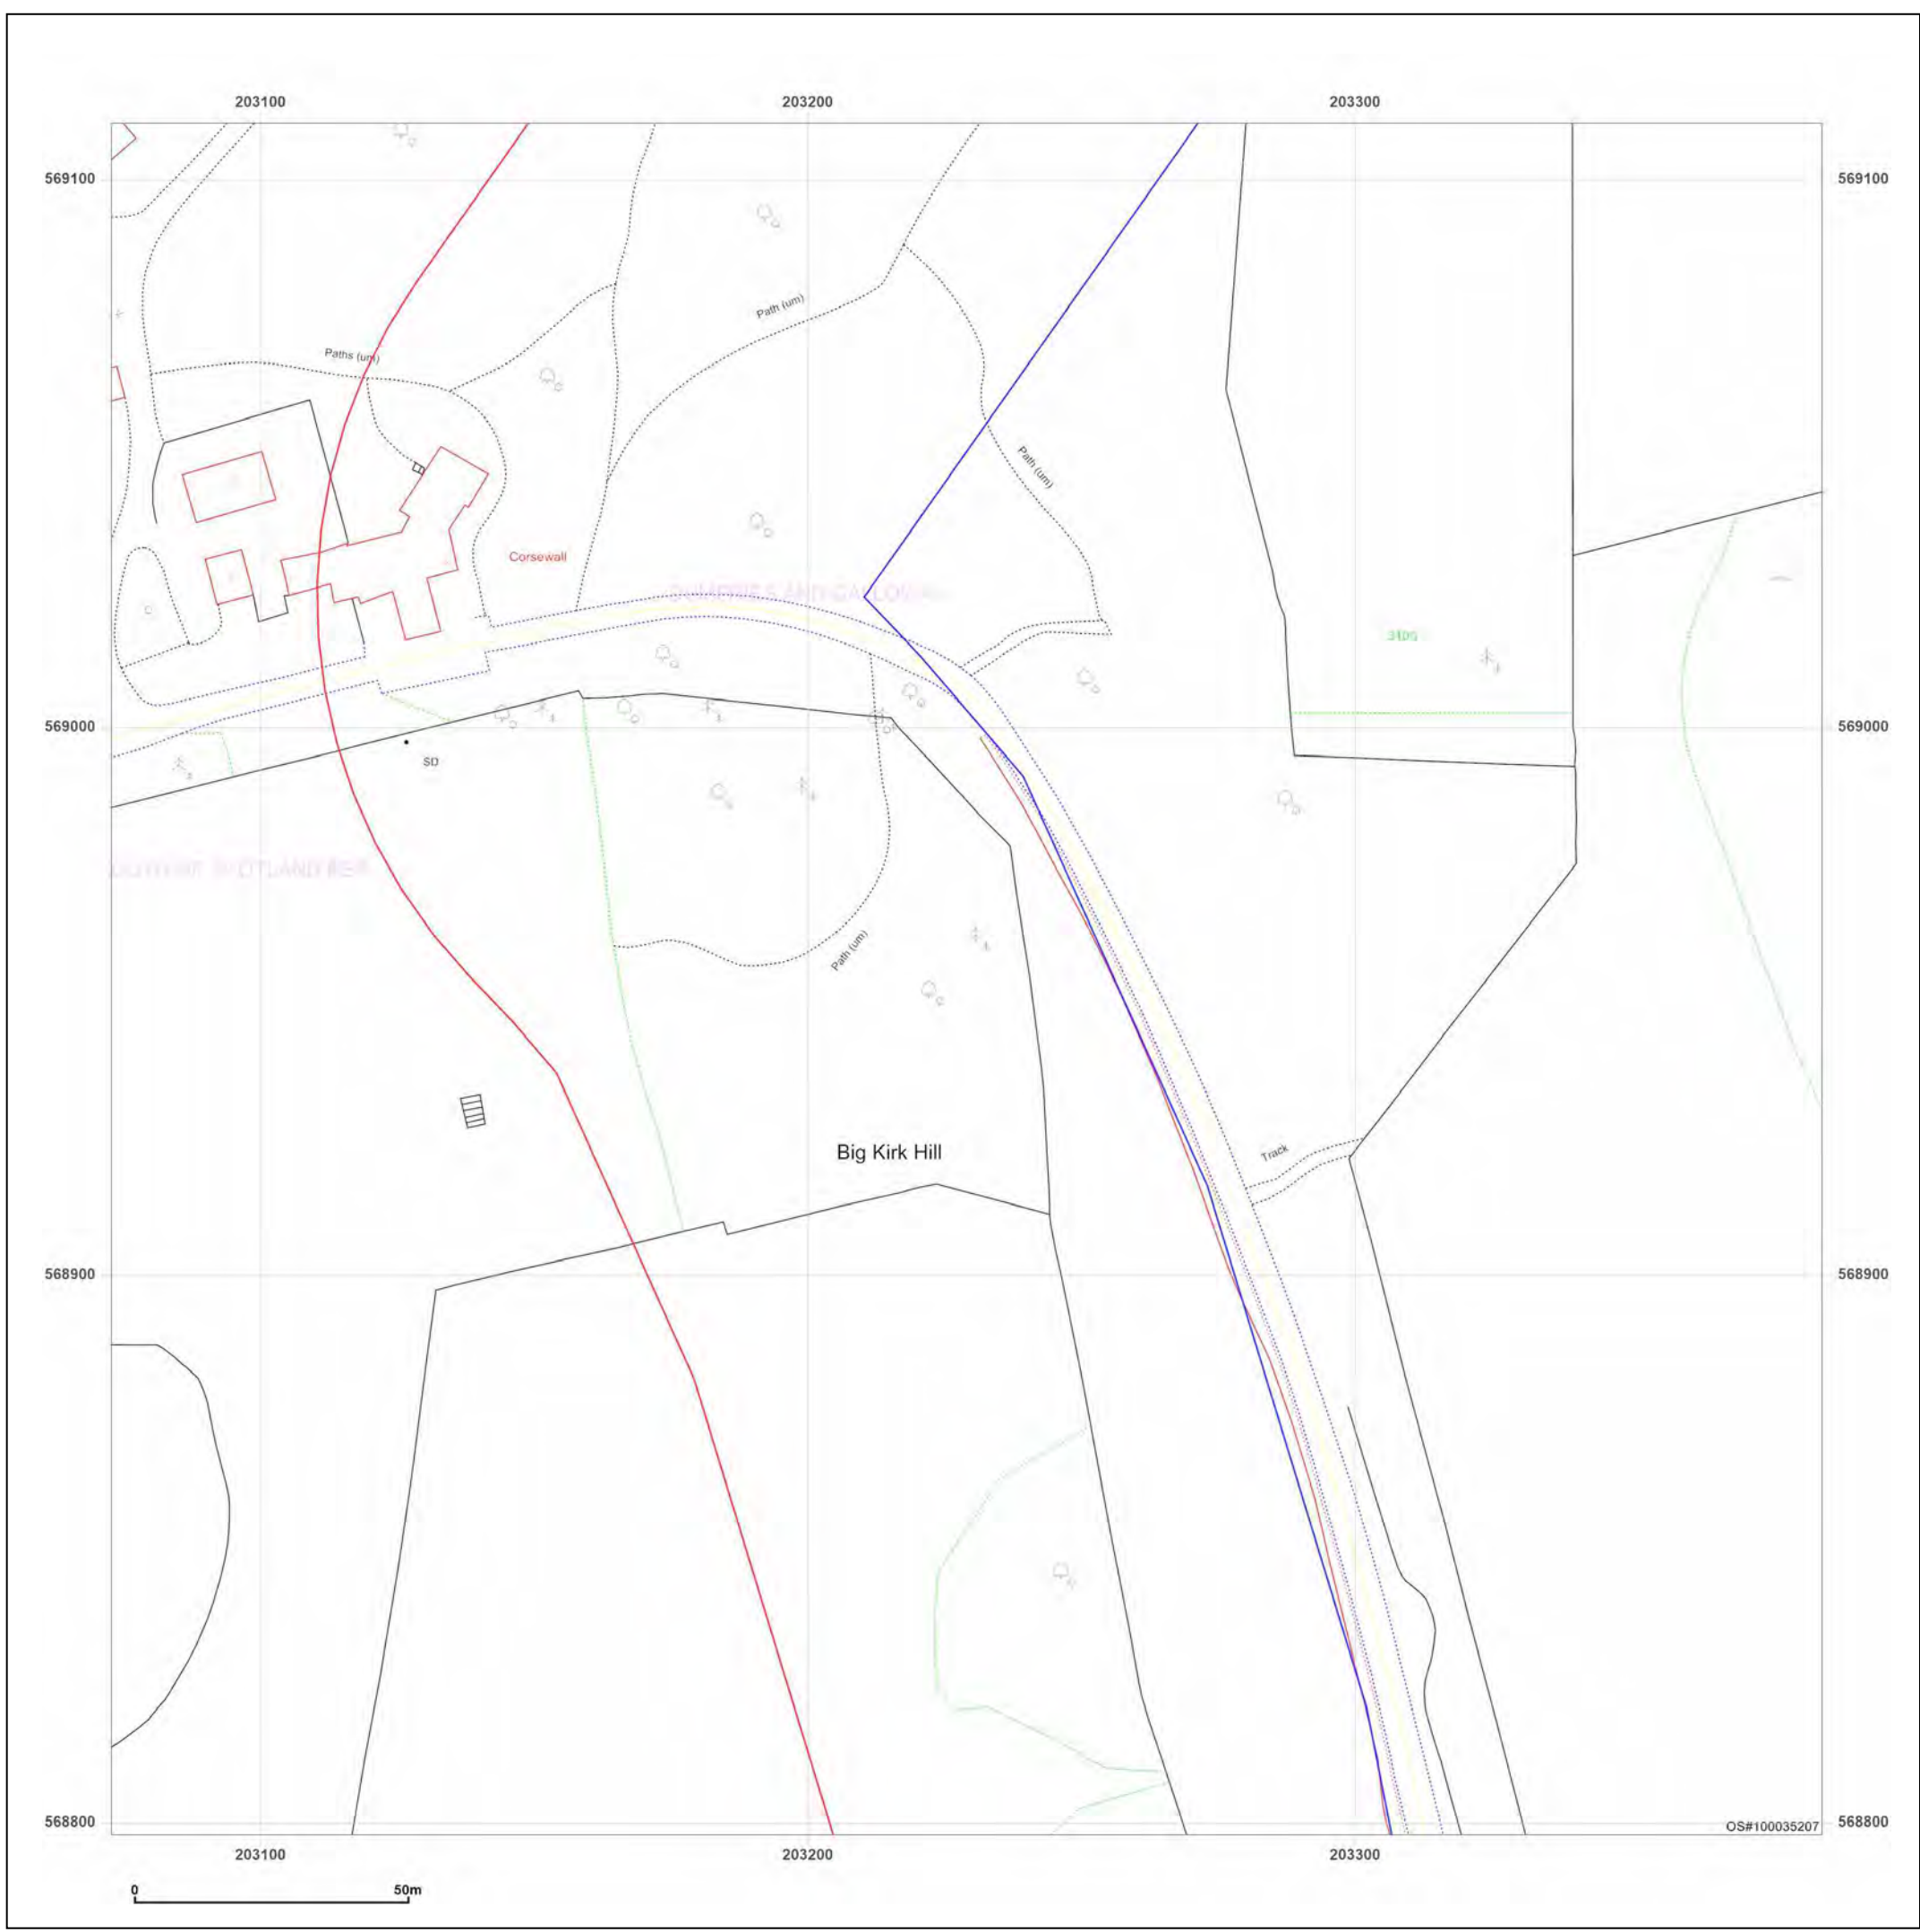 203100 203200 203300
569100 569100
Path (um)
Paths (um)
Path (um)
Corsewall
DUMFRIES AND GALLOWAY
569000 569000
SD
Path (um)
Big Kirk Hill
Track
568900 568900
568800 568800
OS#100035207
203100 203200 203300
0 50m